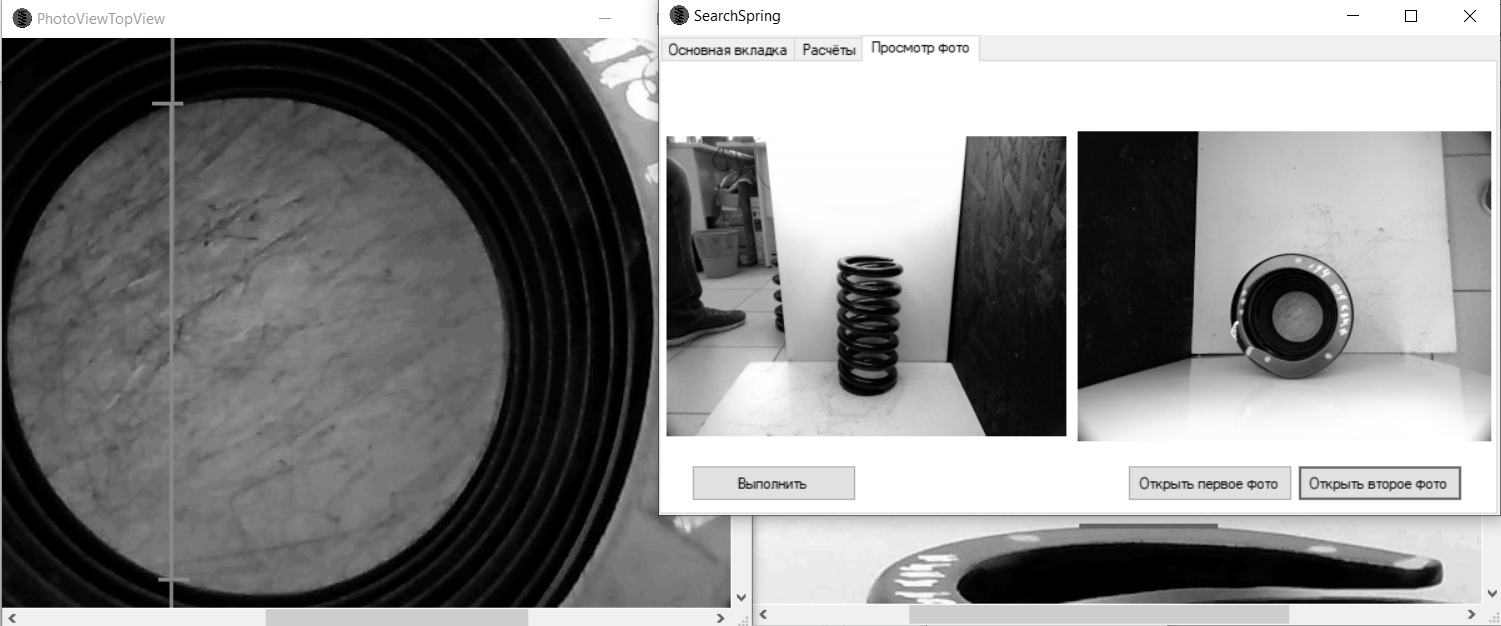 PhotoViewTopView
SearchSpring
Основная вкладка
Расчёты
Просмотр фото
Выполнить
Открыть первое фото
Открыть второе фото